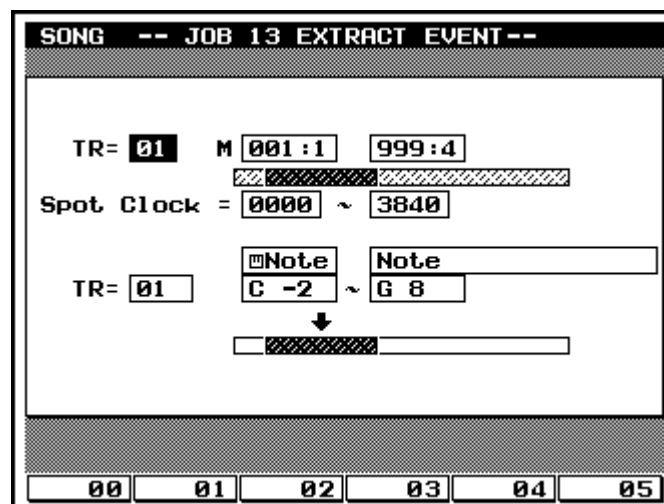 SONG -- JOB 13 EXTRACT EVENT--
TR= 01 M 001:1 999:4
Spot Clock = 0000 ~ 3840
Note Note
TR= 01 C -2 ~ G 8
00 01 02 03 04 05